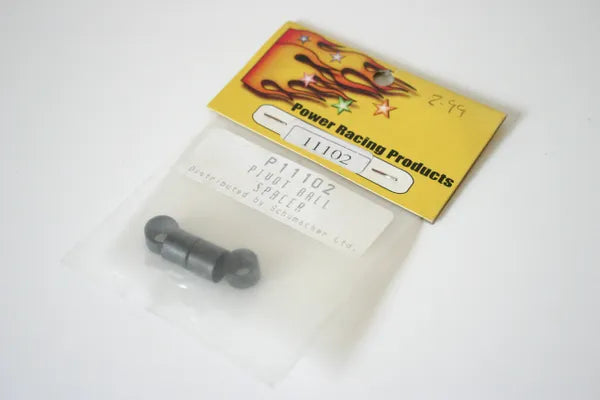 2.99
Power Racing Products
11102
P11102
PIVOT BALL
SPACER
Distributed by Schumacher Ltd.